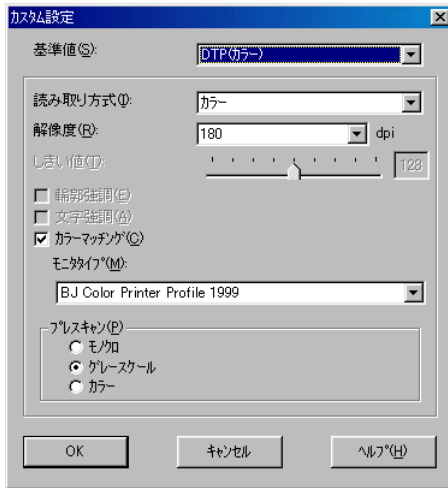 カスタム設定
基準値(S): DTP(カラー)
読み取り方式(I): カラー
解像度(R): 180 dpi
しきい値(T): 128
輪郭強調(E)
文字強調(A)
カラーマッチング(C)
モニタタイプ(M):
BJ Color Printer Profile 1999
プレスキャン(P)
モノクロ
グレースケール
カラー
OK キャンセル ヘルプ(H)